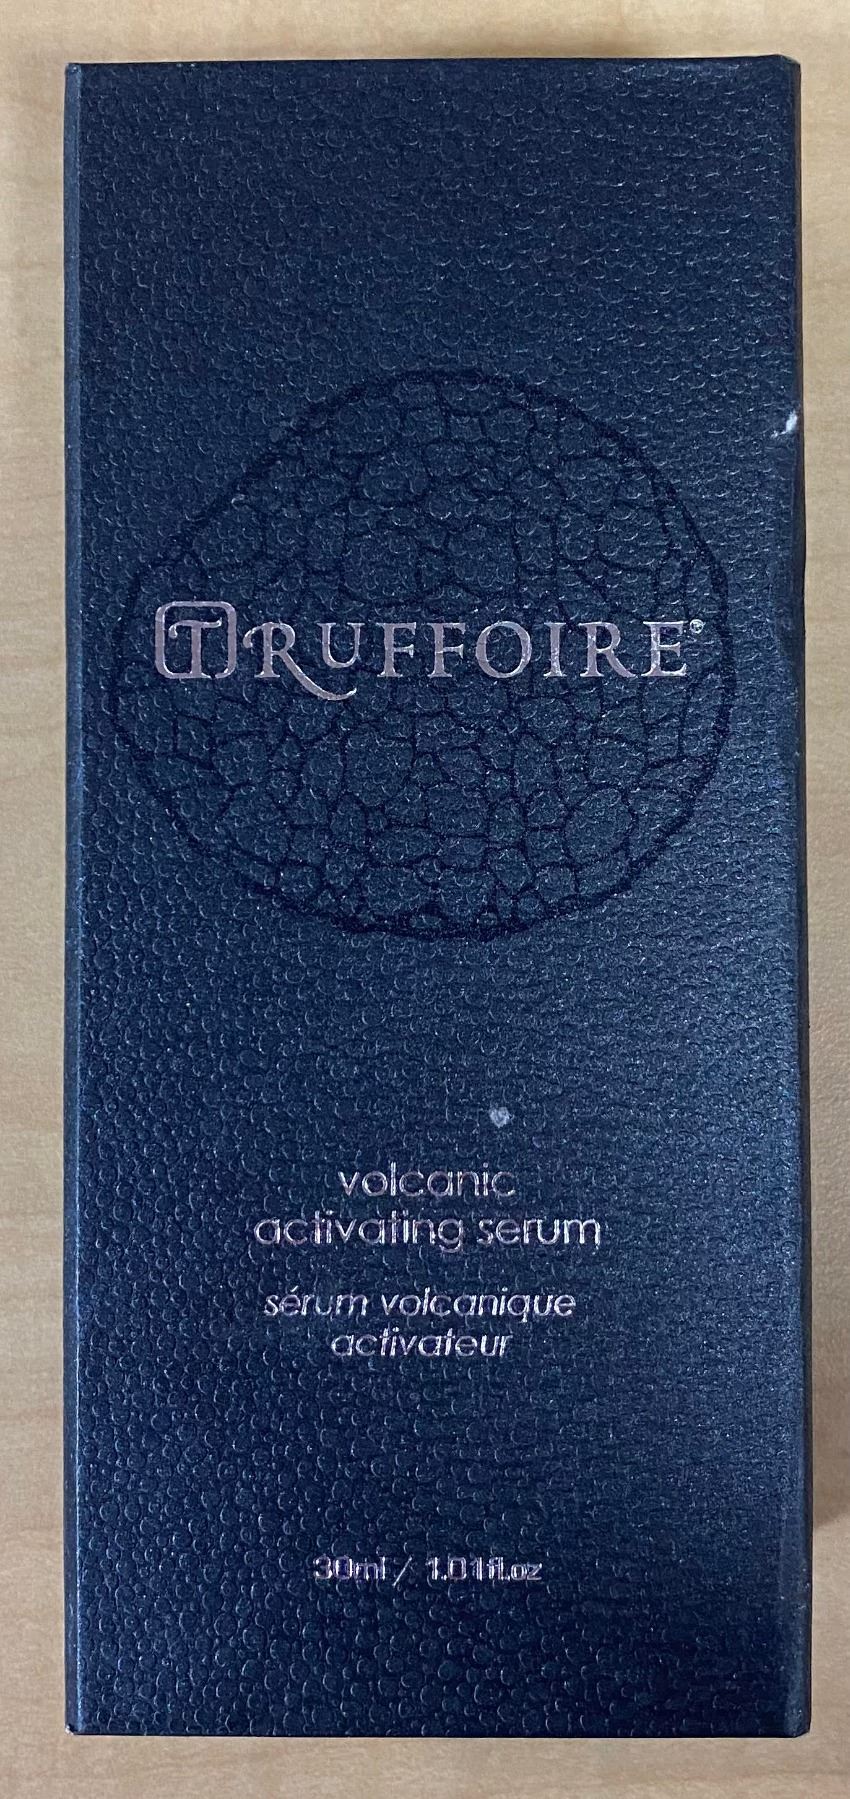 TRUFFOIRE®
volcanic
activating serum
sérum volcanique
activateur
30ml / 1.01fl.oz